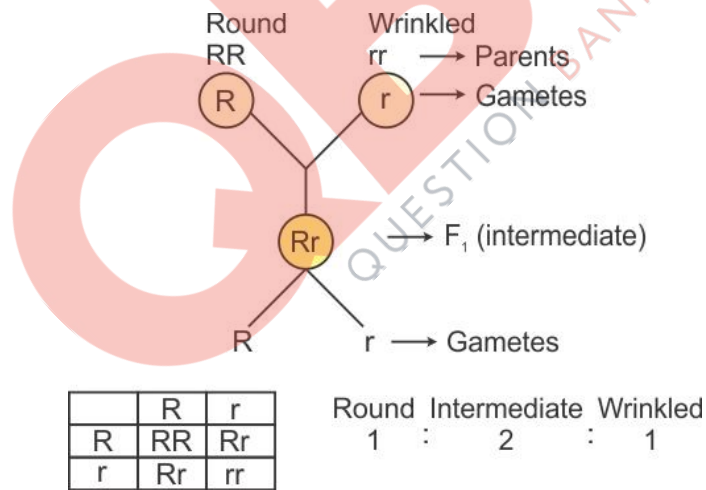 Round Wrinkled
RR rr → Parents
R r → Gametes
Rr → F₁ (intermediate)
R r → Gametes
R r
R RR Rr
r Rr rr
Round Intermediate Wrinkled
1 : 2 : 1
QUESTION BAN